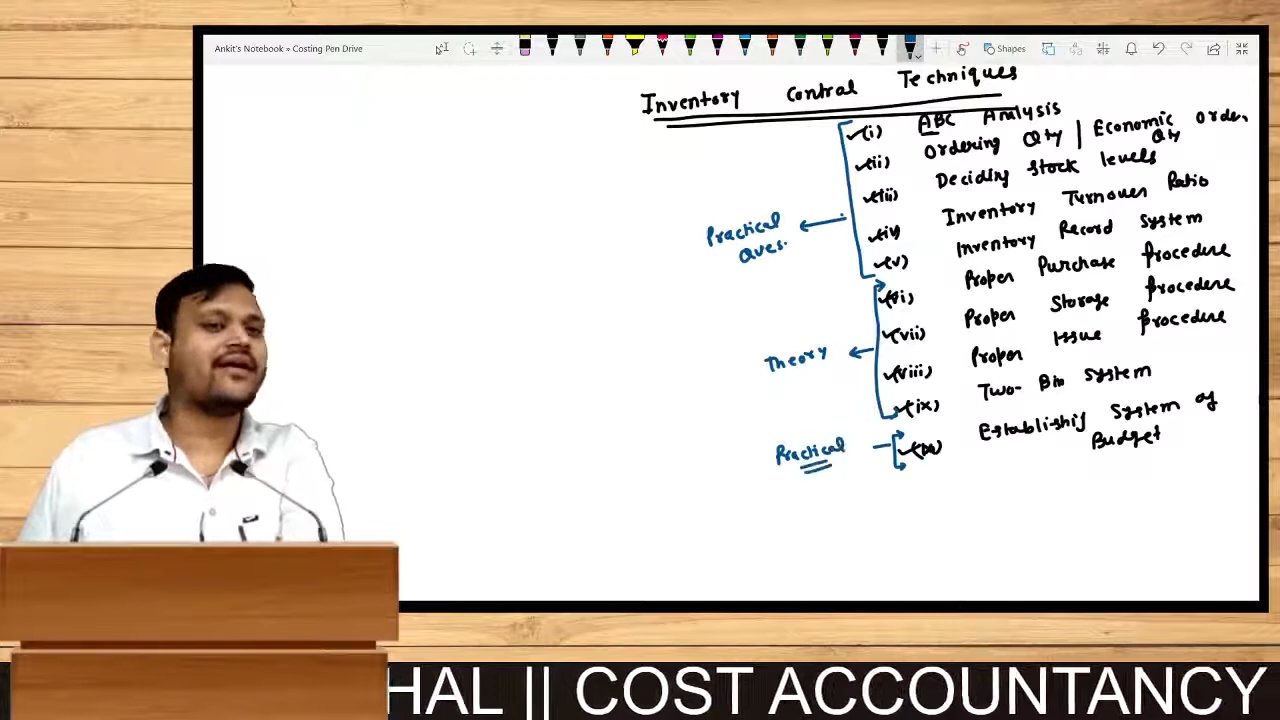 Ankit's Notebook » Costing Pen Drive
Shapes
Inventory Control Techniques
(i) ABC Analysis
(ii) Ordering Qty | Economic Order Qty
(iii) Deciding Stock levels
(iv) Inventory Turnover Ratio
(v) Inventory Record System
(vi) Proper Purchase Procedure
(vii) Proper Storage Procedure
(viii) Proper Issue Procedure
(ix) Two-Bin System
(x) Establishing System of
Budget
Practical
Ques.
Theory
Practical
HAL || COST ACCOUNTANCY